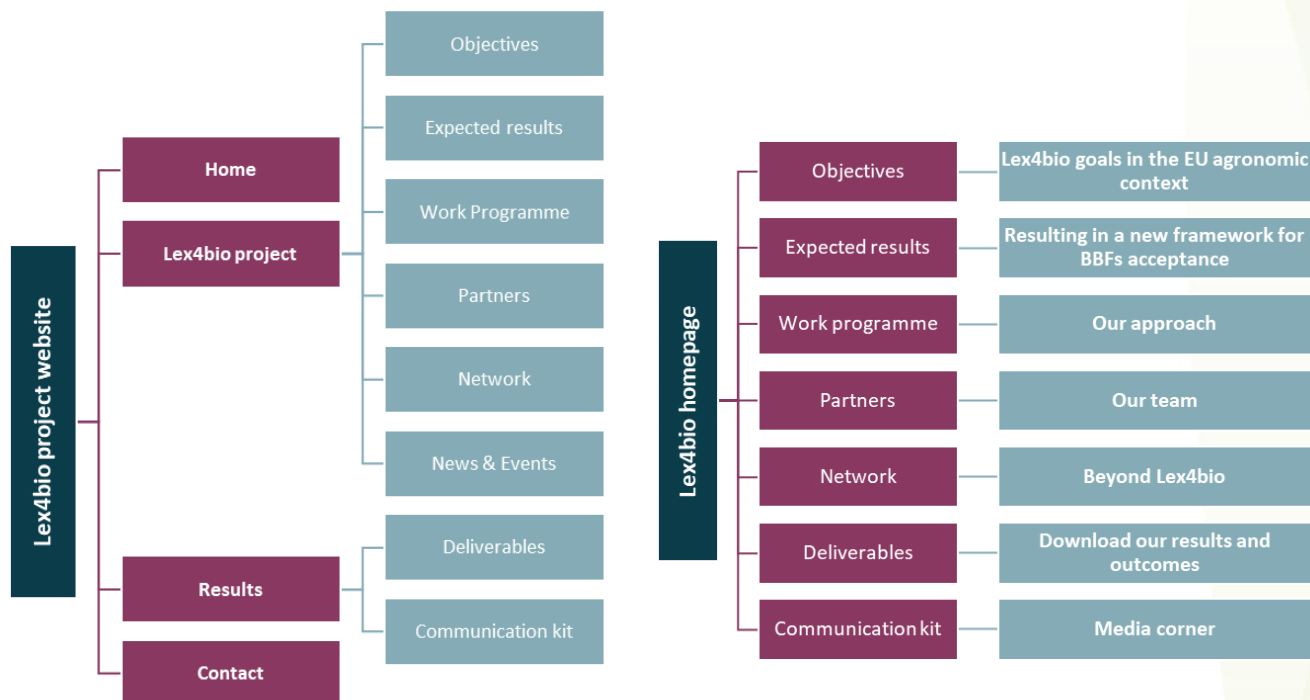 Lex4bio project website
Home
Lex4bio project
Objectives
Expected results
Work Programme
Partners
Network
News & Events
Results
Deliverables
Communication kit
Contact
Lex4bio homepage
Objectives
Lex4bio goals in the EU agronomic
context
Expected results
Resulting in a new framework for
BBFs acceptance
Work programme
Our approach
Partners
Our team
Network
Beyond Lex4bio
Deliverables
Download our results and
outcomes
Communication kit
Media corner